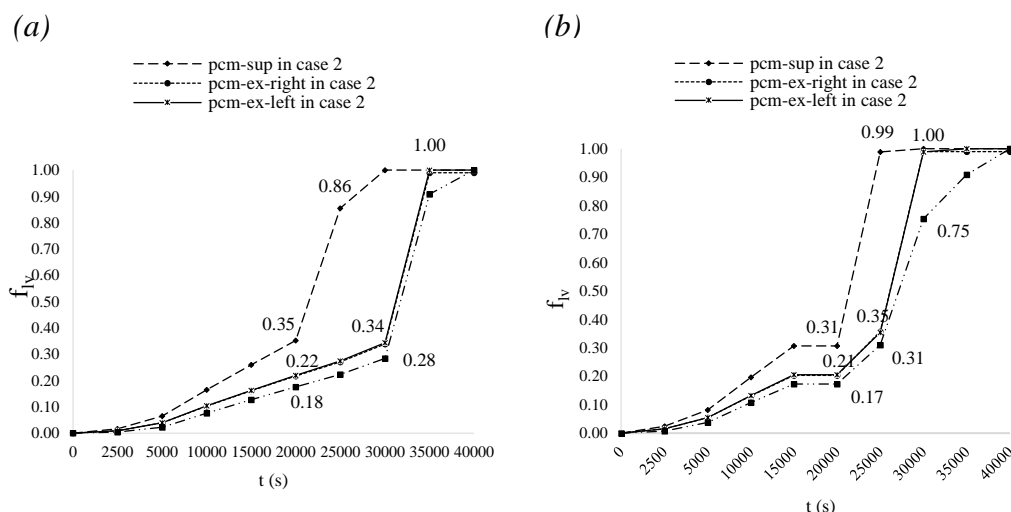 (a)
pcm-sup in case 2
pcm-ex-right in case 2
pcm-ex-left in case 2
1.00
1.00
0.90
0.80
0.70
0.60
0.50
0.40
0.30
0.20
0.10
0.00
f_lv
0.86
0.35
0.34
0.22
0.28
0.18
0 2500 5000 10000 15000 20000 25000 30000 35000 40000
t (s)
(b)
pcm-sup in case 2
pcm-ex-right in case 2
pcm-ex-left in case 2
0.99 1.00
1.00
0.90
0.80
0.70
0.60
0.50
0.40
0.30
0.20
0.10
0.00
f_lv
0.75
0.31
0.35
0.21
0.31
0.17
0 2500 5000 10000 15000 20000 25000 30000 35000 40000
t (s)